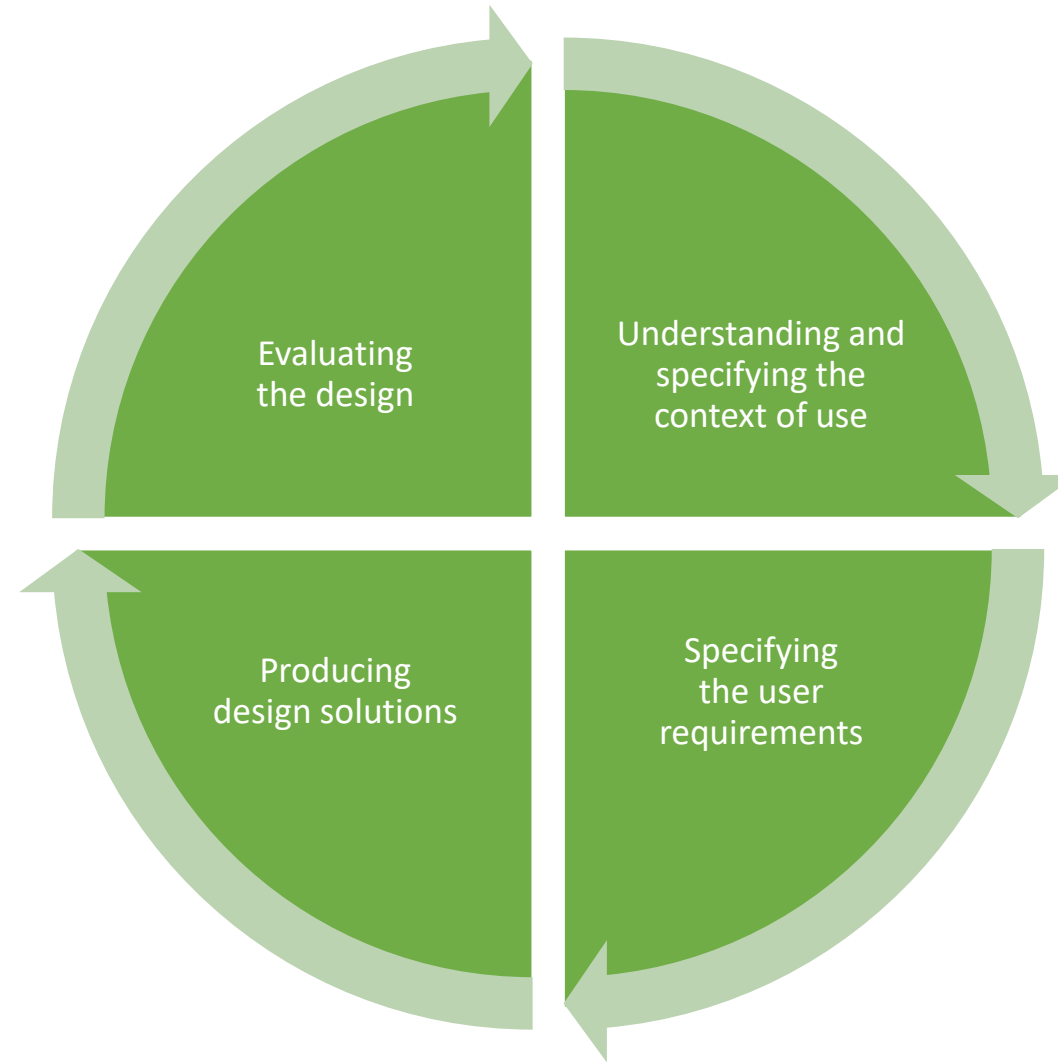 Evaluating
the design
Understanding and
specifying the
context of use
Producing
design solutions
Specifying
the user
requirements